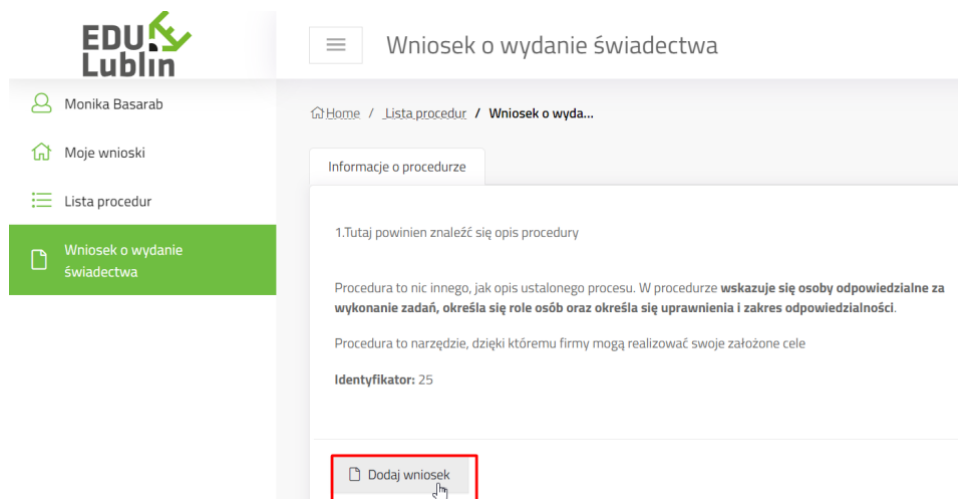 EDU
Lublin
Wniosek o wydanie świadectwa
Monika Basarab
Moje wnioski
Lista procedur
Wniosek o wydanie
świadectwa
Home / Lista procedur / Wniosek o wyda...
Informacje o procedurze
1.Tutaj powinien znaleźć się opis procedury
Procedura to nic innego, jak opis ustalonego procesu. W procedurze wskazuje się osoby odpowiedzialne za
wykonanie zadań, określa się role osób oraz określa się uprawnienia i zakres odpowiedzialności.
Procedura to narzędzie, dzięki któremu firmy mogą realizować swoje założone cele
Identyfikator: 25
Dodaj wniosek